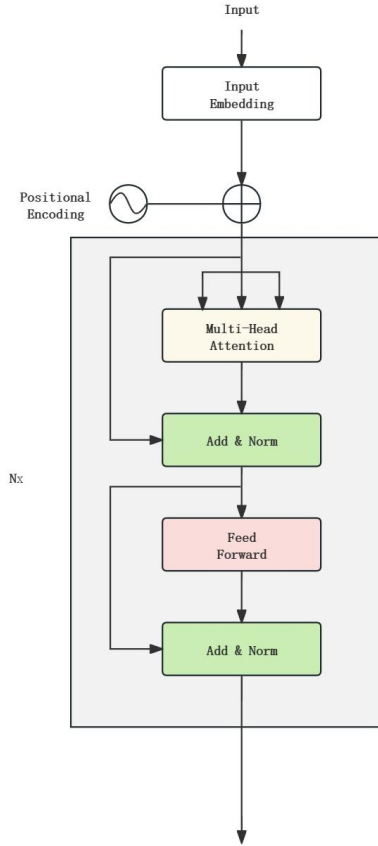 Input
Input
Embedding
Positional
Encoding
Multi-Head
Attention
Add & Norm
Nx
Feed
Forward
Add & Norm